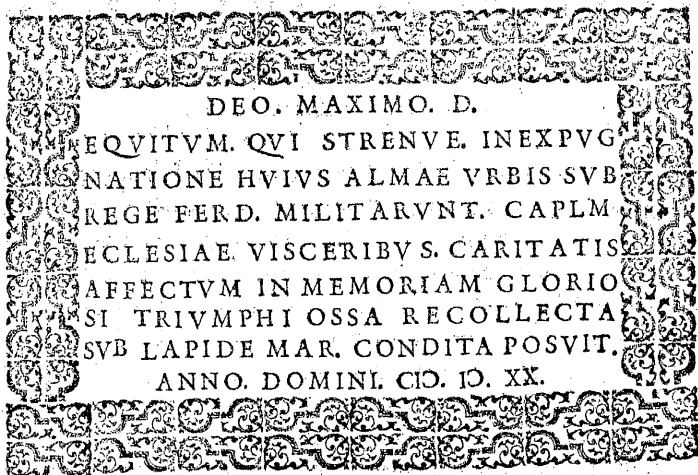 DEO. MAXIMO. D.
EQVITVM. QVI STRENVE. INEXPVG
NATIONE HVIVS ALMAE VRBIS SVB
REGE FERD. MILITARVNT. CAPLM
ECLESIAE. VISCERIBVS. CARITATIS
AFFECTVM IN MEMORIAM GLORIO
SI TRIVMPHI OSSA RECOLLECTA
SVB LAPIDE MAR. CONDITA POSVIT.
ANNO. DOMINI. CIↃ. IↃ. XX.